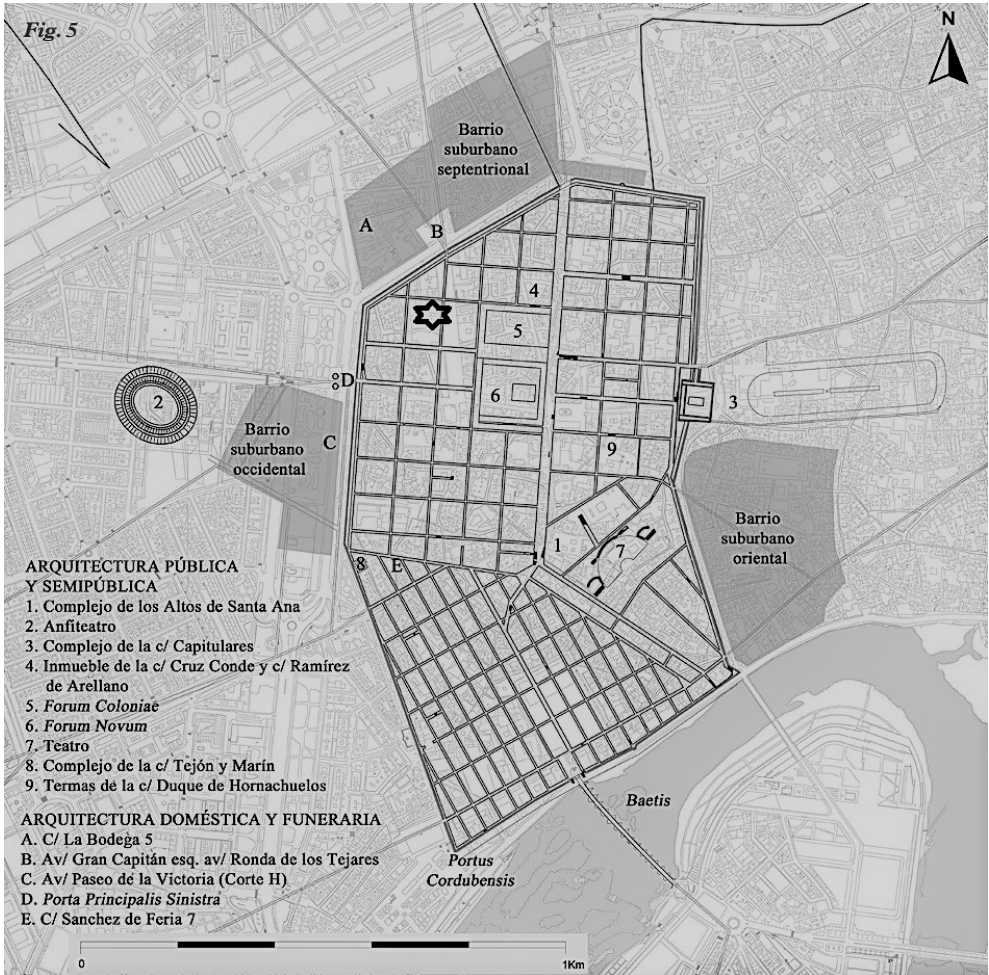 Fig. 5
N
Barrio
suburbano
septentrional
A
B
4
5
D
6
3
2
C
Barrio
suburbano
occidental
9
Barrio
suburbano
oriental
1
7
8
E
ARQUITECTURA PÚBLICA
Y SEMIPÚBLICA
1. Complejo de los Altos de Santa Ana
2. Anfiteatro
3. Complejo de la c/ Capitulares
4. Inmueble de la c/ Cruz Conde y c/ Ramírez
de Arellano
5. Forum Coloniae
6. Forum Novum
7. Teatro
8. Complejo de la c/ Tejón y Marín
9. Termas de la c/ Duque de Hornachuelos
ARQUITECTURA DOMÉSTICA Y FUNERARIA
A. C/ La Bodega 5
B. Av/ Gran Capitán esq. av/ Ronda de los Tejares
C. Av/ Paseo de la Victoria (Corte H)
D. Porta Principalis Sinistra
E. C/ Sanchez de Feria 7
Baetis
Portus
Cordubensis
0
1Km